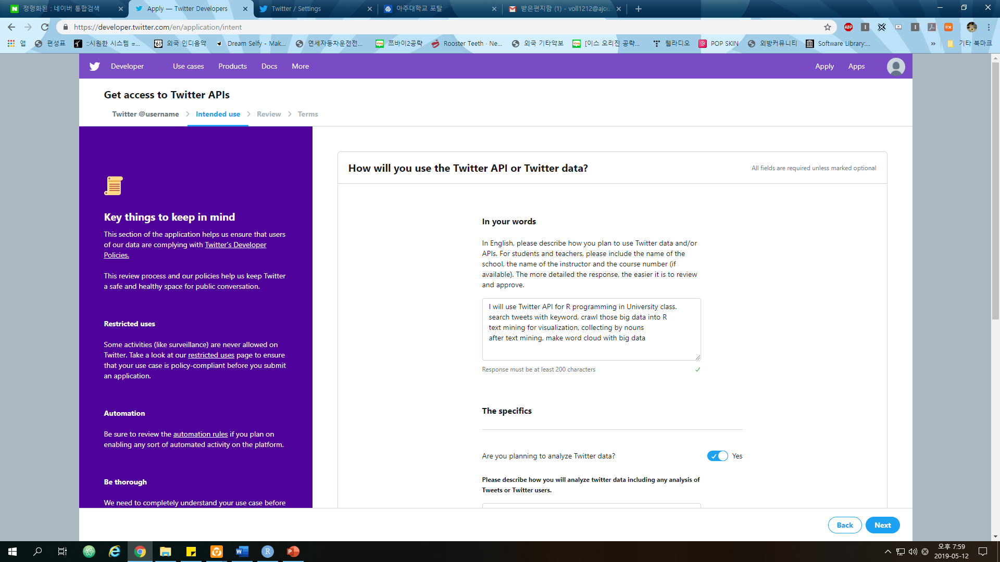 정형화된 : 네이버 통합검색
Apply — Twitter Developers
Twitter / Settings
아주대학교 포탈
받은편지함 (1) - voll1212@ajou
https://developer.twitter.com/en/application/intent
앱
편성표
::시원한 시스템 =...
외국 인디음악
Dream Selfy - Mak...
연세자동차운전전...
쯔바이2공략
Rooster Teeth · Ne...
외국 기타악보
[이스 오리진 공략...
웹라디오
POP SKIN
외방커뮤니티
Software Library:...
»
기타 북마크
Developer
Use cases
Products
Docs
More
Apply
Apps
Get access to Twitter APIs
Twitter @username
Intended use
Review
Terms
Key things to keep in mind
This section of the application helps us ensure that users
of our data are complying with Twitter’s Developer
Policies.
This review process and our policies help us keep Twitter
a safe and healthy space for public conversation.
Restricted uses
Some activities (like surveillance) are never allowed on
Twitter. Take a look at our restricted uses page to ensure
that your use case is policy-compliant before you submit
an application.
Automation
Be sure to review the automation rules if you plan on
enabling any sort of automated activity on the platform.
Be thorough
We need to completely understand your use case before
How will you use the Twitter API or Twitter data?
All fields are required unless marked optional
In your words
In English, please describe how you plan to use Twitter data and/or
APIs. For students and teachers, please include the name of the
school, the name of the instructor and the course number (if
available). The more detailed the response, the easier it is to review
and approve.
I will use Twitter API for R programming in University class.
search tweets with keyword, crawl those big data into R
text mining for visualization, collecting by nouns
after text mining, make word cloud with big data
Response must be at least 200 characters
The specifics
Are you planning to analyze Twitter data?
Yes
Please describe how you will analyze twitter data including any analysis of
Tweets or Twitter users.
Back
Next
오후 7:59
2019-05-12